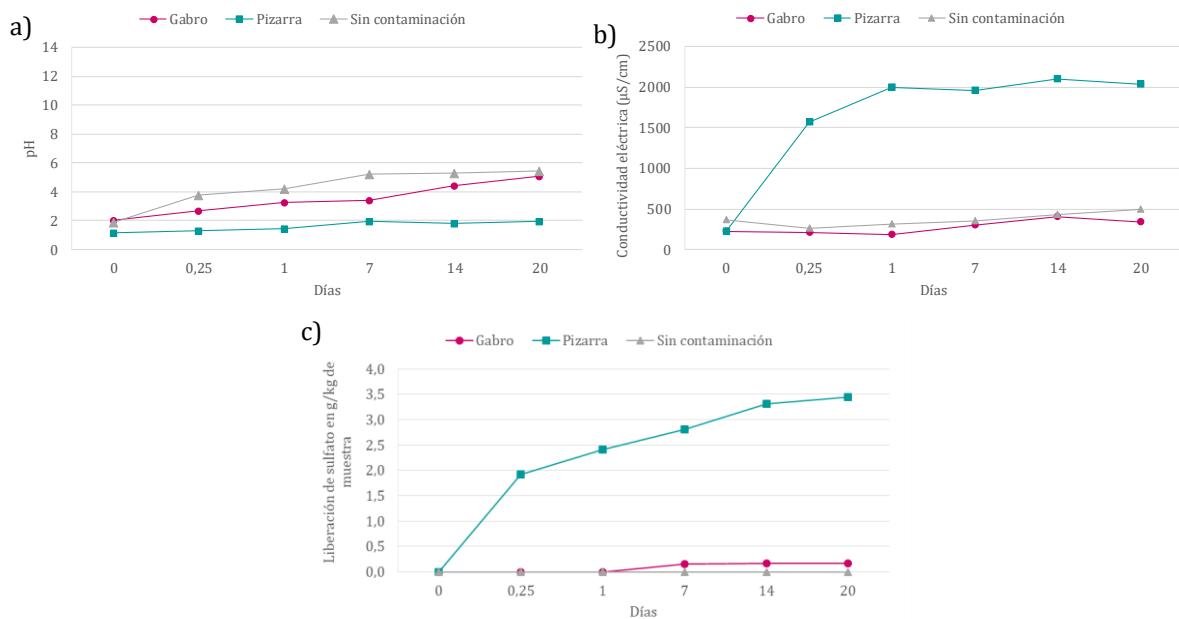 a)
Gabro Pizarra Sin contaminación
14
12
10
8
6
4
2
0
pH
0 0,25 1 7 14 20
Días
b)
Gabro Pizarra Sin contaminación
2500
2000
1500
1000
500
0
Conductividad eléctrica (µS/cm)
0 0,25 1 7 14 20
Días
c)
Gabro Pizarra Sin contaminación
4,0
3,5
3,0
2,5
2,0
1,5
1,0
0,5
0,0
Liberación de sulfato en g/kg de
muestra
0 0,25 1 7 14 20
Días